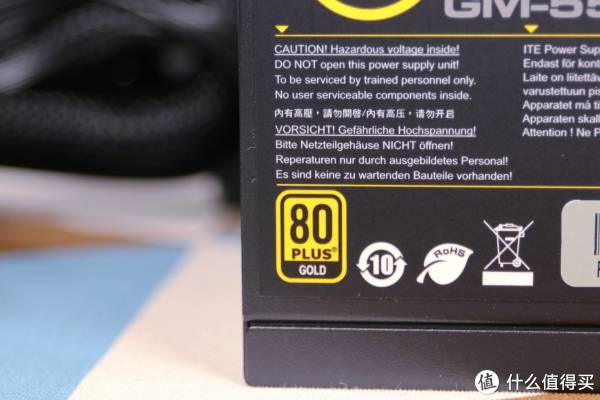 GM-55
CAUTION! Hazardous voltage inside!
DO NOT open this power supply unit!
To be serviced by trained personnel only.
No user serviceable components inside.
內有高壓，請勿開啓/内有高压，请勿开启
VORSICHT! Gefährliche Hochspannung!
Bitte Netzteilgehäuse NICHT öffnen!
Reperaturen nur durch ausgebildetes Personal!
Es sind keine zu wartenden Bauteile vorhanden!
ITE Power Sup
Endast för kont
Laite on liitettäv
varustettuun pis
Apparatet må til
Apparaten skall
Attention ! Ne P
80
PLUS®
GOLD
10
RoHS
值 什么值得买